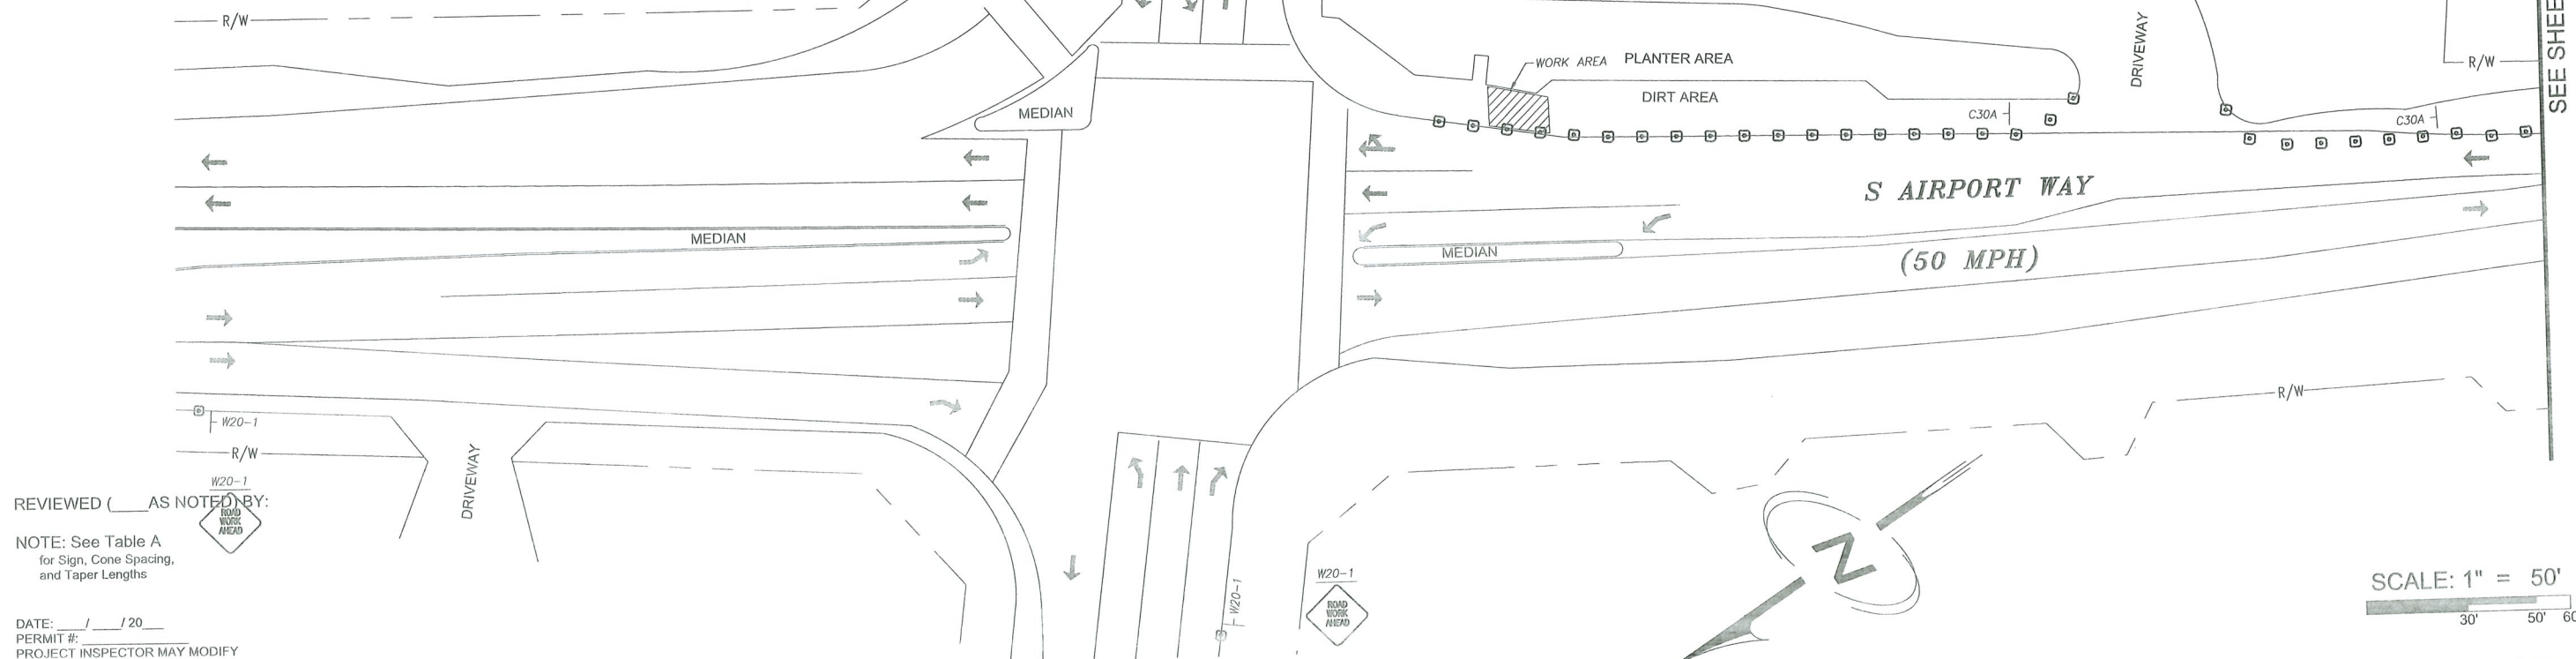 R/W
DRIVEWAY
SEE SHEE
WORK AREA
PLANTER AREA
R/W
DIRT AREA
MEDIAN
C30A
C30A
S AIRPORT WAY
MEDIAN
MEDIAN
(50 MPH)
R/W
W20-1
R/W
DRIVEWAY
W20-1
REVIEWED (____AS NOTED) BY:
ROAD
WORK
AHEAD
NOTE: See Table A
for Sign, Cone Spacing,
and Taper Lengths
W20-1
W20-1
ROAD
WORK
AHEAD
N
SCALE: 1" = 50'
30' 50' 60
DATE: ____/ ____/ 20___
PERMIT #: ________________
PROJECT INSPECTOR MAY MODIFY